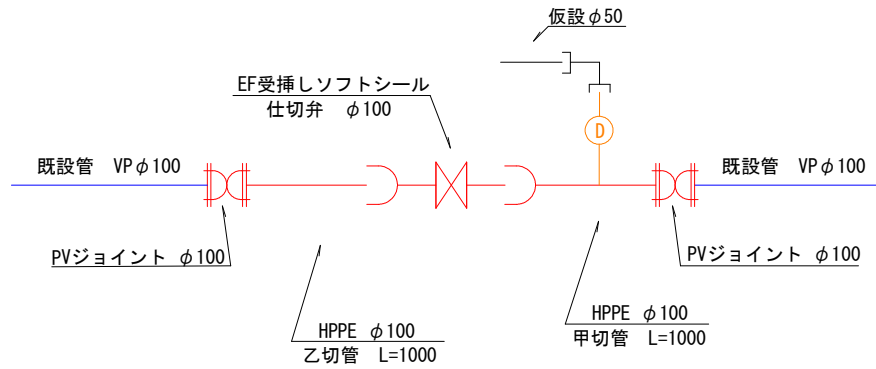 仮設φ50
EF受挿しソフトシール
仕切弁 φ100
D
既設管 VPφ100
既設管 VPφ100
PVジョイント φ100
PVジョイント φ100
HPPE φ100
乙切管 L=1000
HPPE φ100
甲切管 L=1000